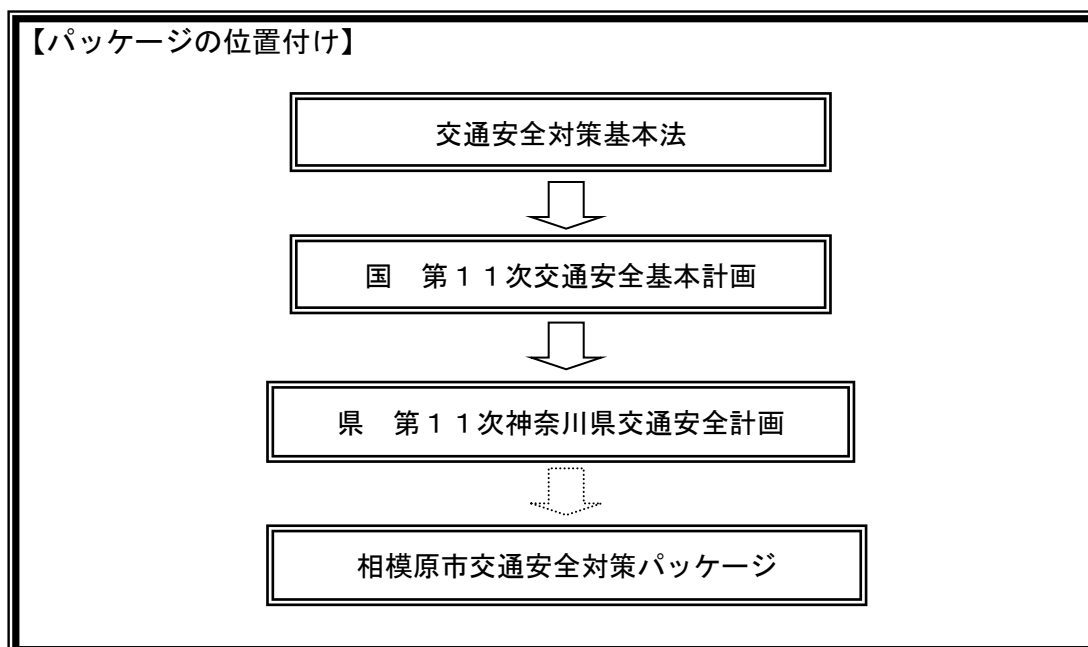 【パッケージの位置付け】
交通安全対策基本法
国　第１１次交通安全基本計画
県　第１１次神奈川県交通安全計画
相模原市交通安全対策パッケージ